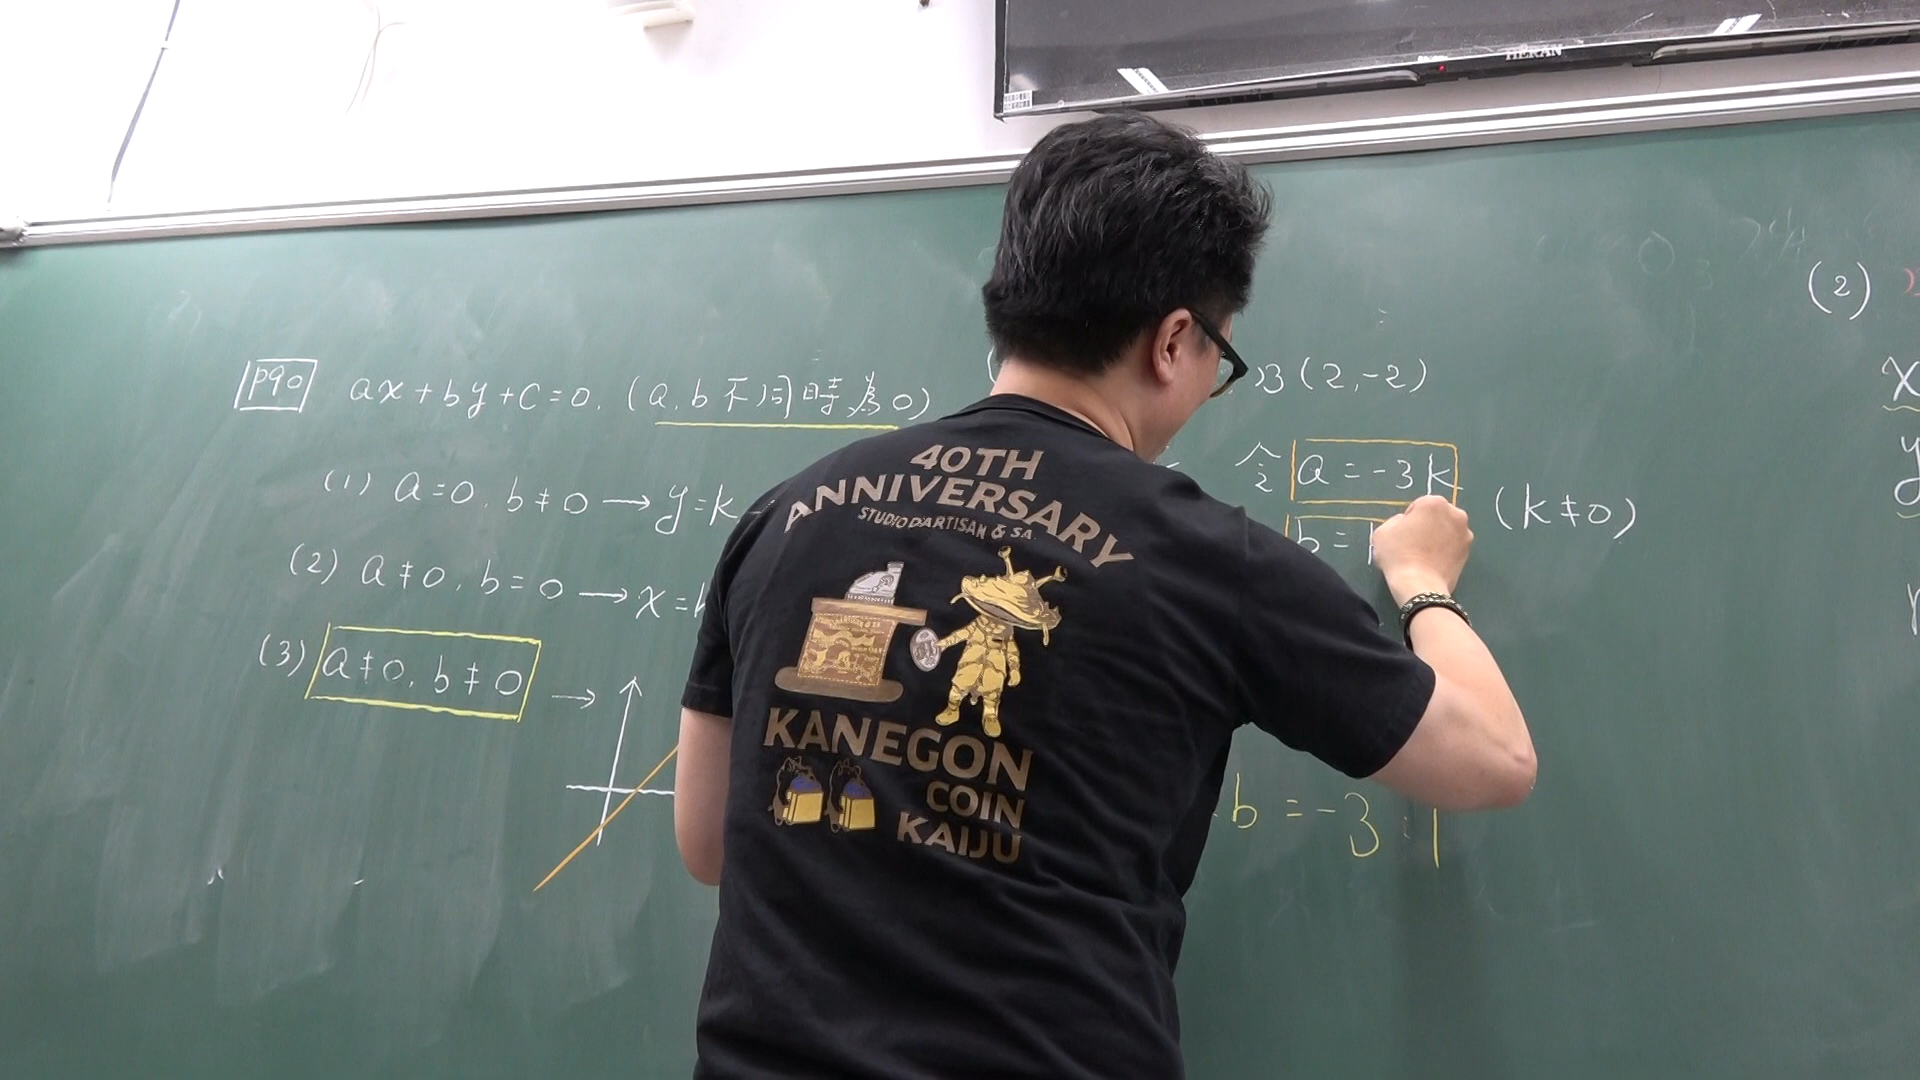 HERAN
P90 ax+by+c=0. (a,b不同時為0)
(1) a=0, b≠0 → y=k
(2) a≠0, b=0 → x=
(3) a≠0, b≠0 →
(2,-2)
令 a=-3k
b=
(k≠0)
b=-3:1
(2)
x
y
40TH
ANNIVERSARY
STUDIO D'ARTISAN & SA
KANEGON
COIN
KAIJU